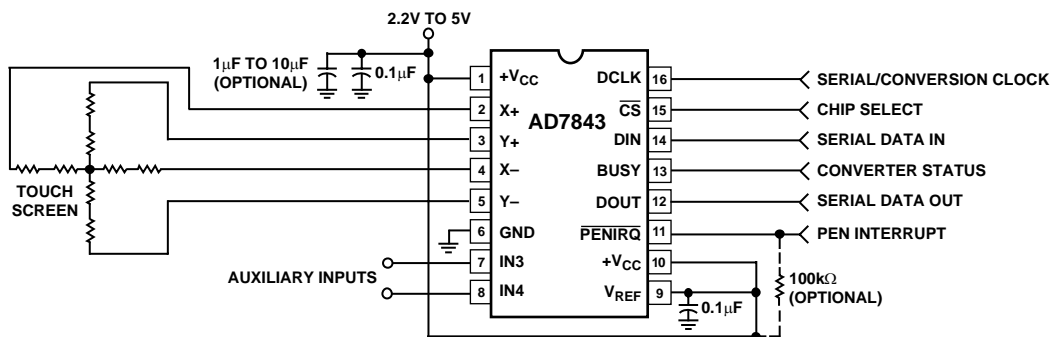 2.2V TO 5V
1μF TO 10μF
(OPTIONAL)
0.1μF
TOUCH
SCREEN
AUXILIARY INPUTS
AD7843
1 +VCC
2 X+
3 Y+
4 X–
5 Y–
6 GND
7 IN3
8 IN4
DCLK 16 SERIAL/CONVERSION CLOCK
CS 15 CHIP SELECT
DIN 14 SERIAL DATA IN
BUSY 13 CONVERTER STATUS
DOUT 12 SERIAL DATA OUT
PENIRQ 11 PEN INTERRUPT
+VCC 10
VREF 9
0.1μF
100kΩ
(OPTIONAL)